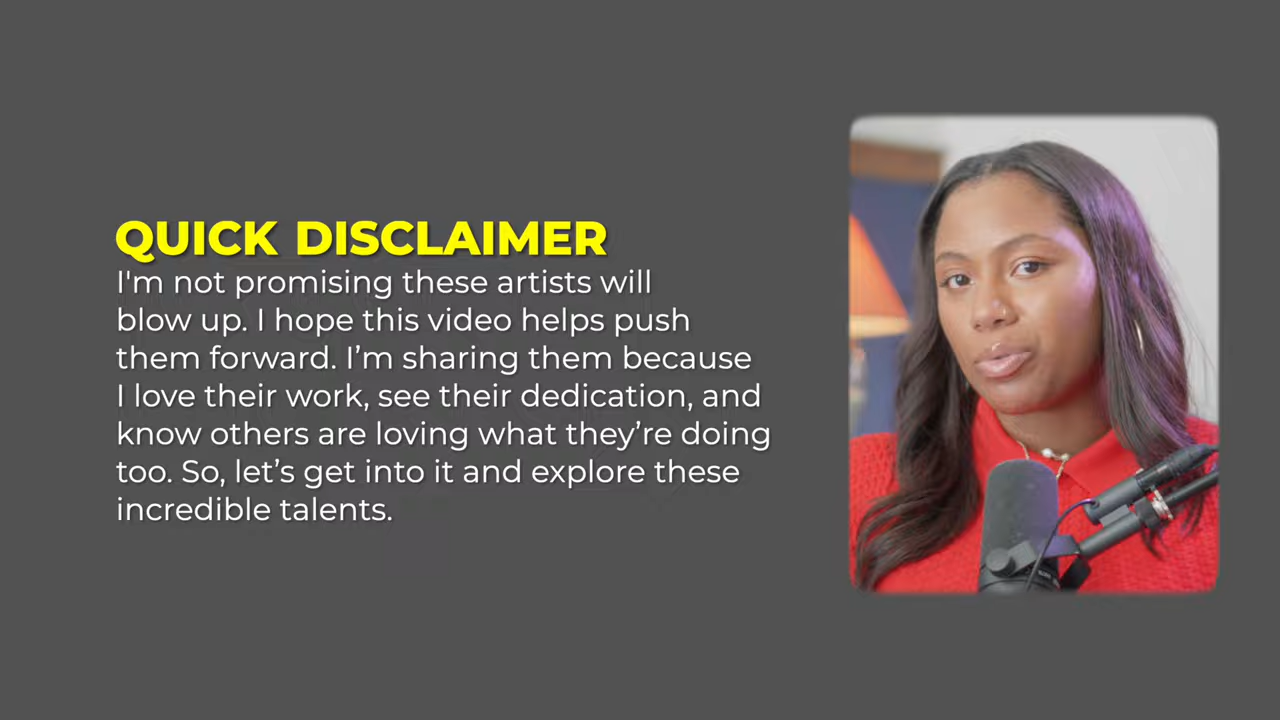 QUICK DISCLAIMER
I'm not promising these artists will
blow up. I hope this video helps push
them forward. I’m sharing them because
I love their work, see their dedication, and
know others are loving what they’re doing
too. So, let’s get into it and explore these
incredible talents.